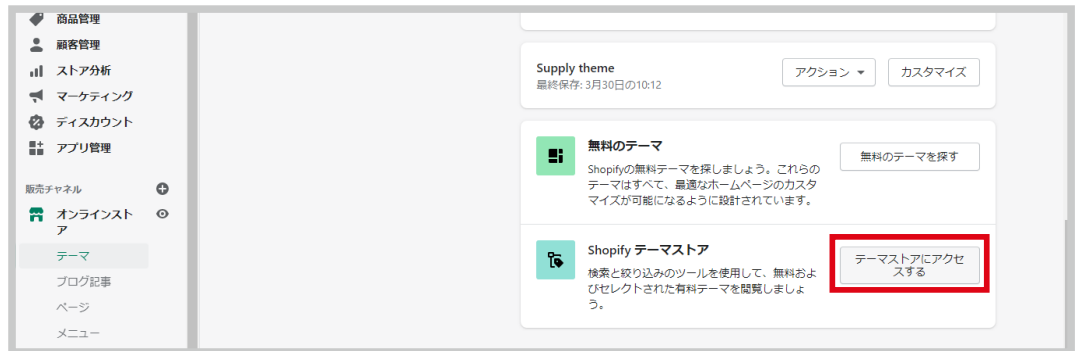 商品管理
顧客管理
ストア分析
マーケティング
ディスカウント
アプリ管理
販売チャネル
オンラインスト
ア
テーマ
ブログ記事
ページ
メニュー
Supply theme
最終保存: 3月30日の10:12
アクション
カスタマイズ
無料のテーマ
Shopifyの無料テーマを探しましょう。これらの
テーマはすべて、最適なホームページのカスタ
マイズが可能になるように設計されています。
無料のテーマを探す
Shopify テーマストア
検索と絞り込みのツールを使用して、無料およ
びセレクトされた有料テーマを閲覧しましょ
う。
テーマストアにアクセ
スする